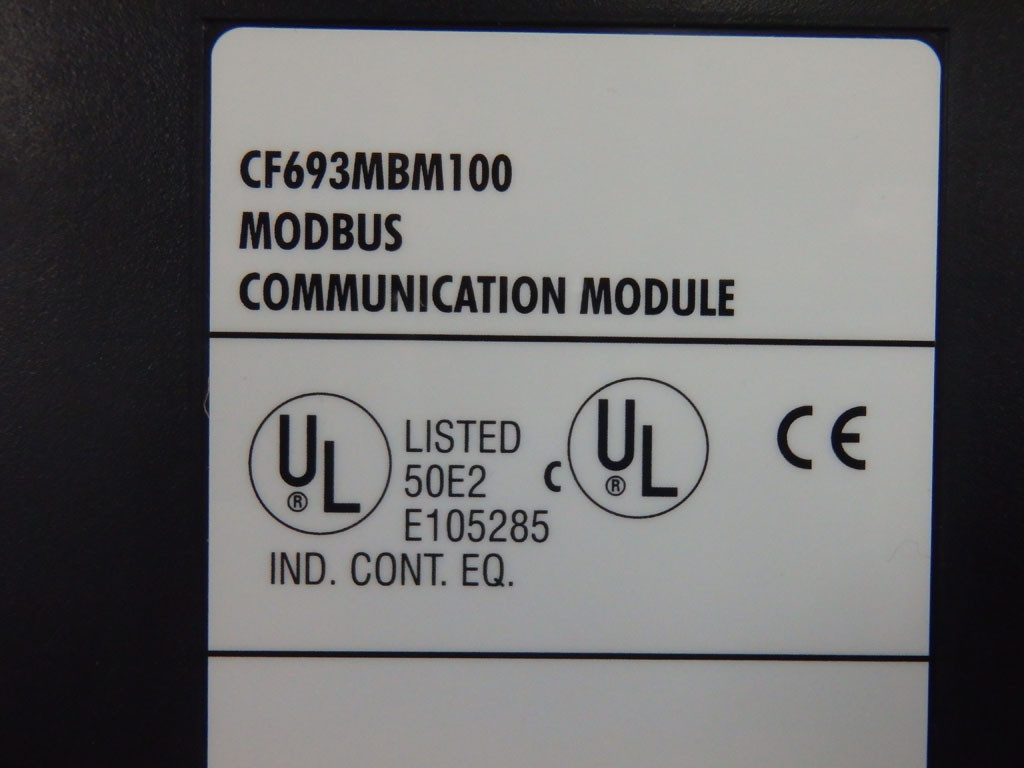 CF693MBM100
MODBUS
COMMUNICATION MODULE
UL® LISTED C UL® CE
50E2
E105285
IND. CONT. EQ.